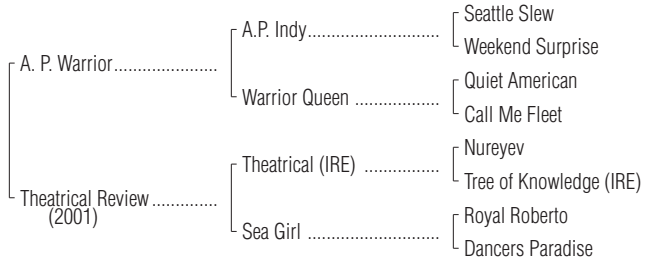 Seattle Slew
A.P. Indy
Weekend Surprise
A. P. Warrior
Quiet American
Warrior Queen
Call Me Fleet
Nureyev
Theatrical (IRE)
Tree of Knowledge (IRE)
Theatrical Review
(2001)
Royal Roberto
Sea Girl
Dancers Paradise